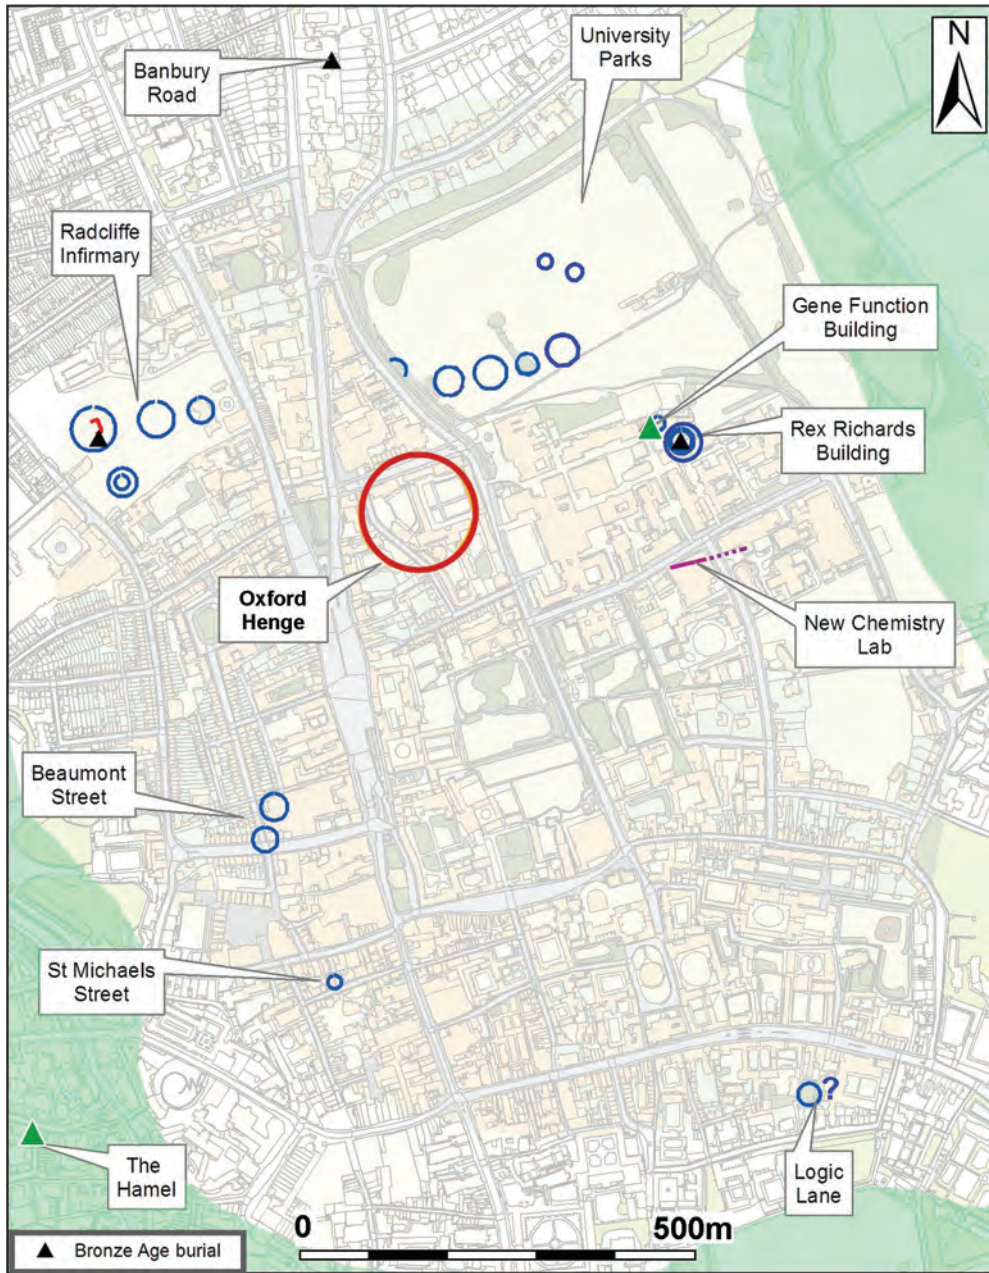 N
University
Parks
Banbury
Road
Radcliffe
Infirmary
Gene Function
Building
Rex Richards
Building
Oxford
Henge
New Chemistry
Lab
Beaumont
Street
St Michaels
Street
?
The
Hamel
Logic
Lane
0
500m
Bronze Age burial